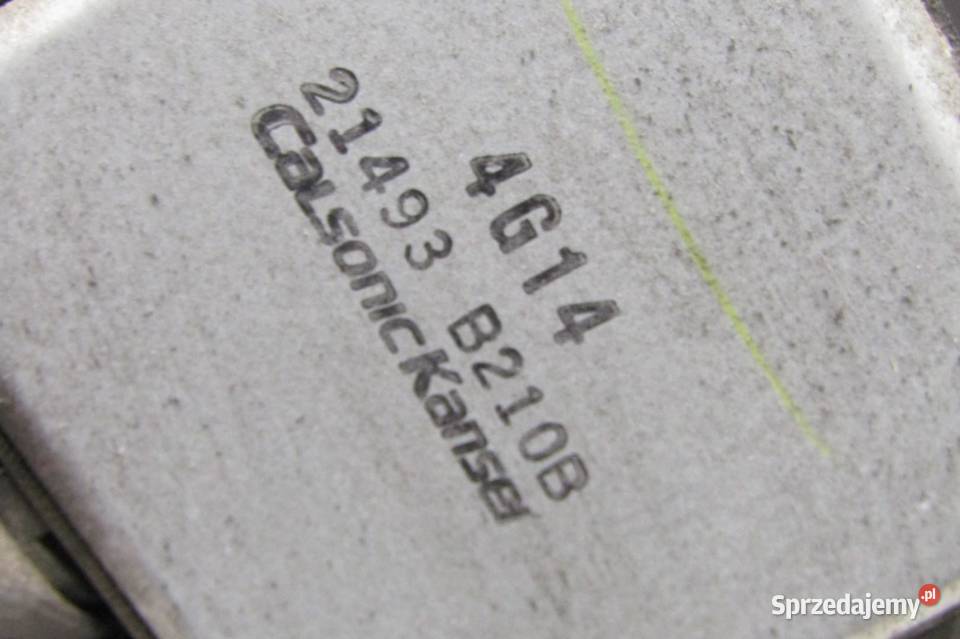 4G14
21493 B210B
CalsonicKansei
Sprzedajemy.pl